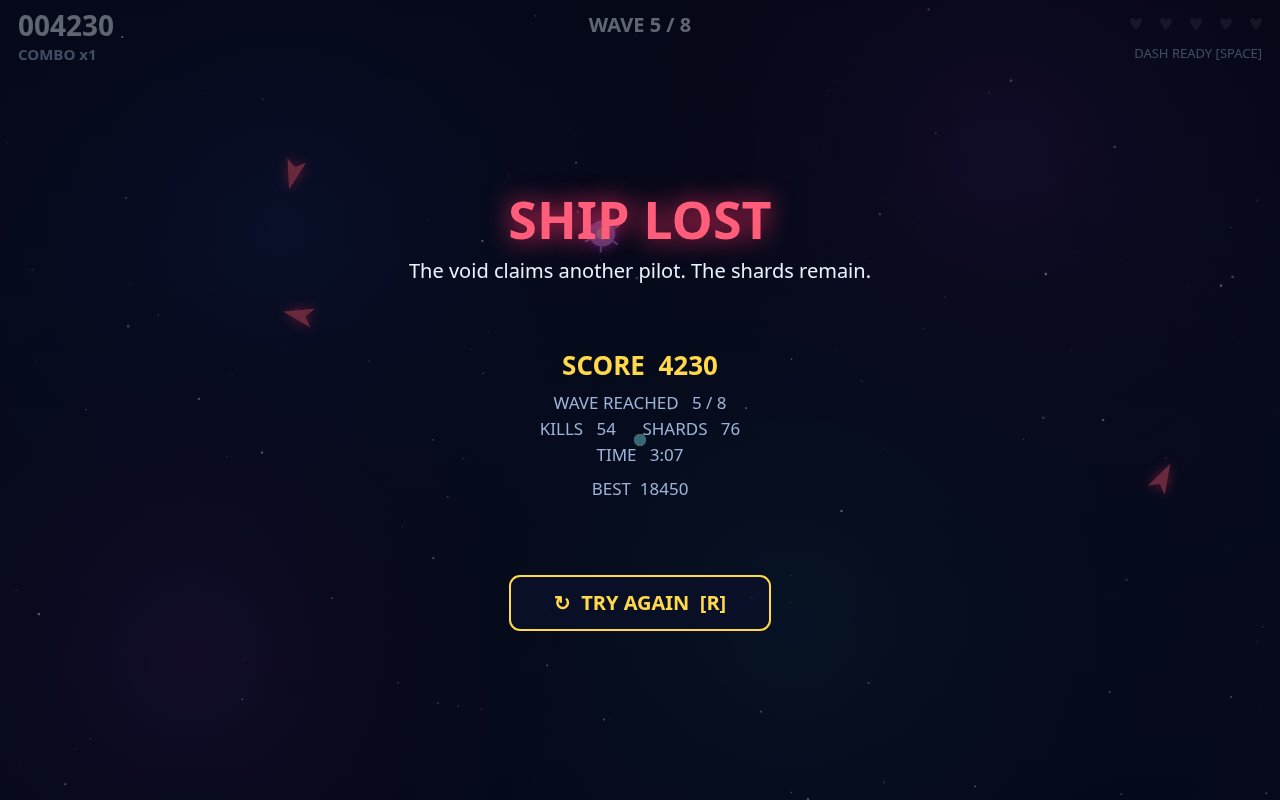 004230
COMBO x1
WAVE 5 / 8
♥ ♥ ♥ ♥ ♥
DASH READY [SPACE]
SHIP LOST
The void claims another pilot. The shards remain.
SCORE 4230
WAVE REACHED 5 / 8
KILLS 54 SHARDS 76
TIME 3:07
BEST 18450
↻ TRY AGAIN [R]